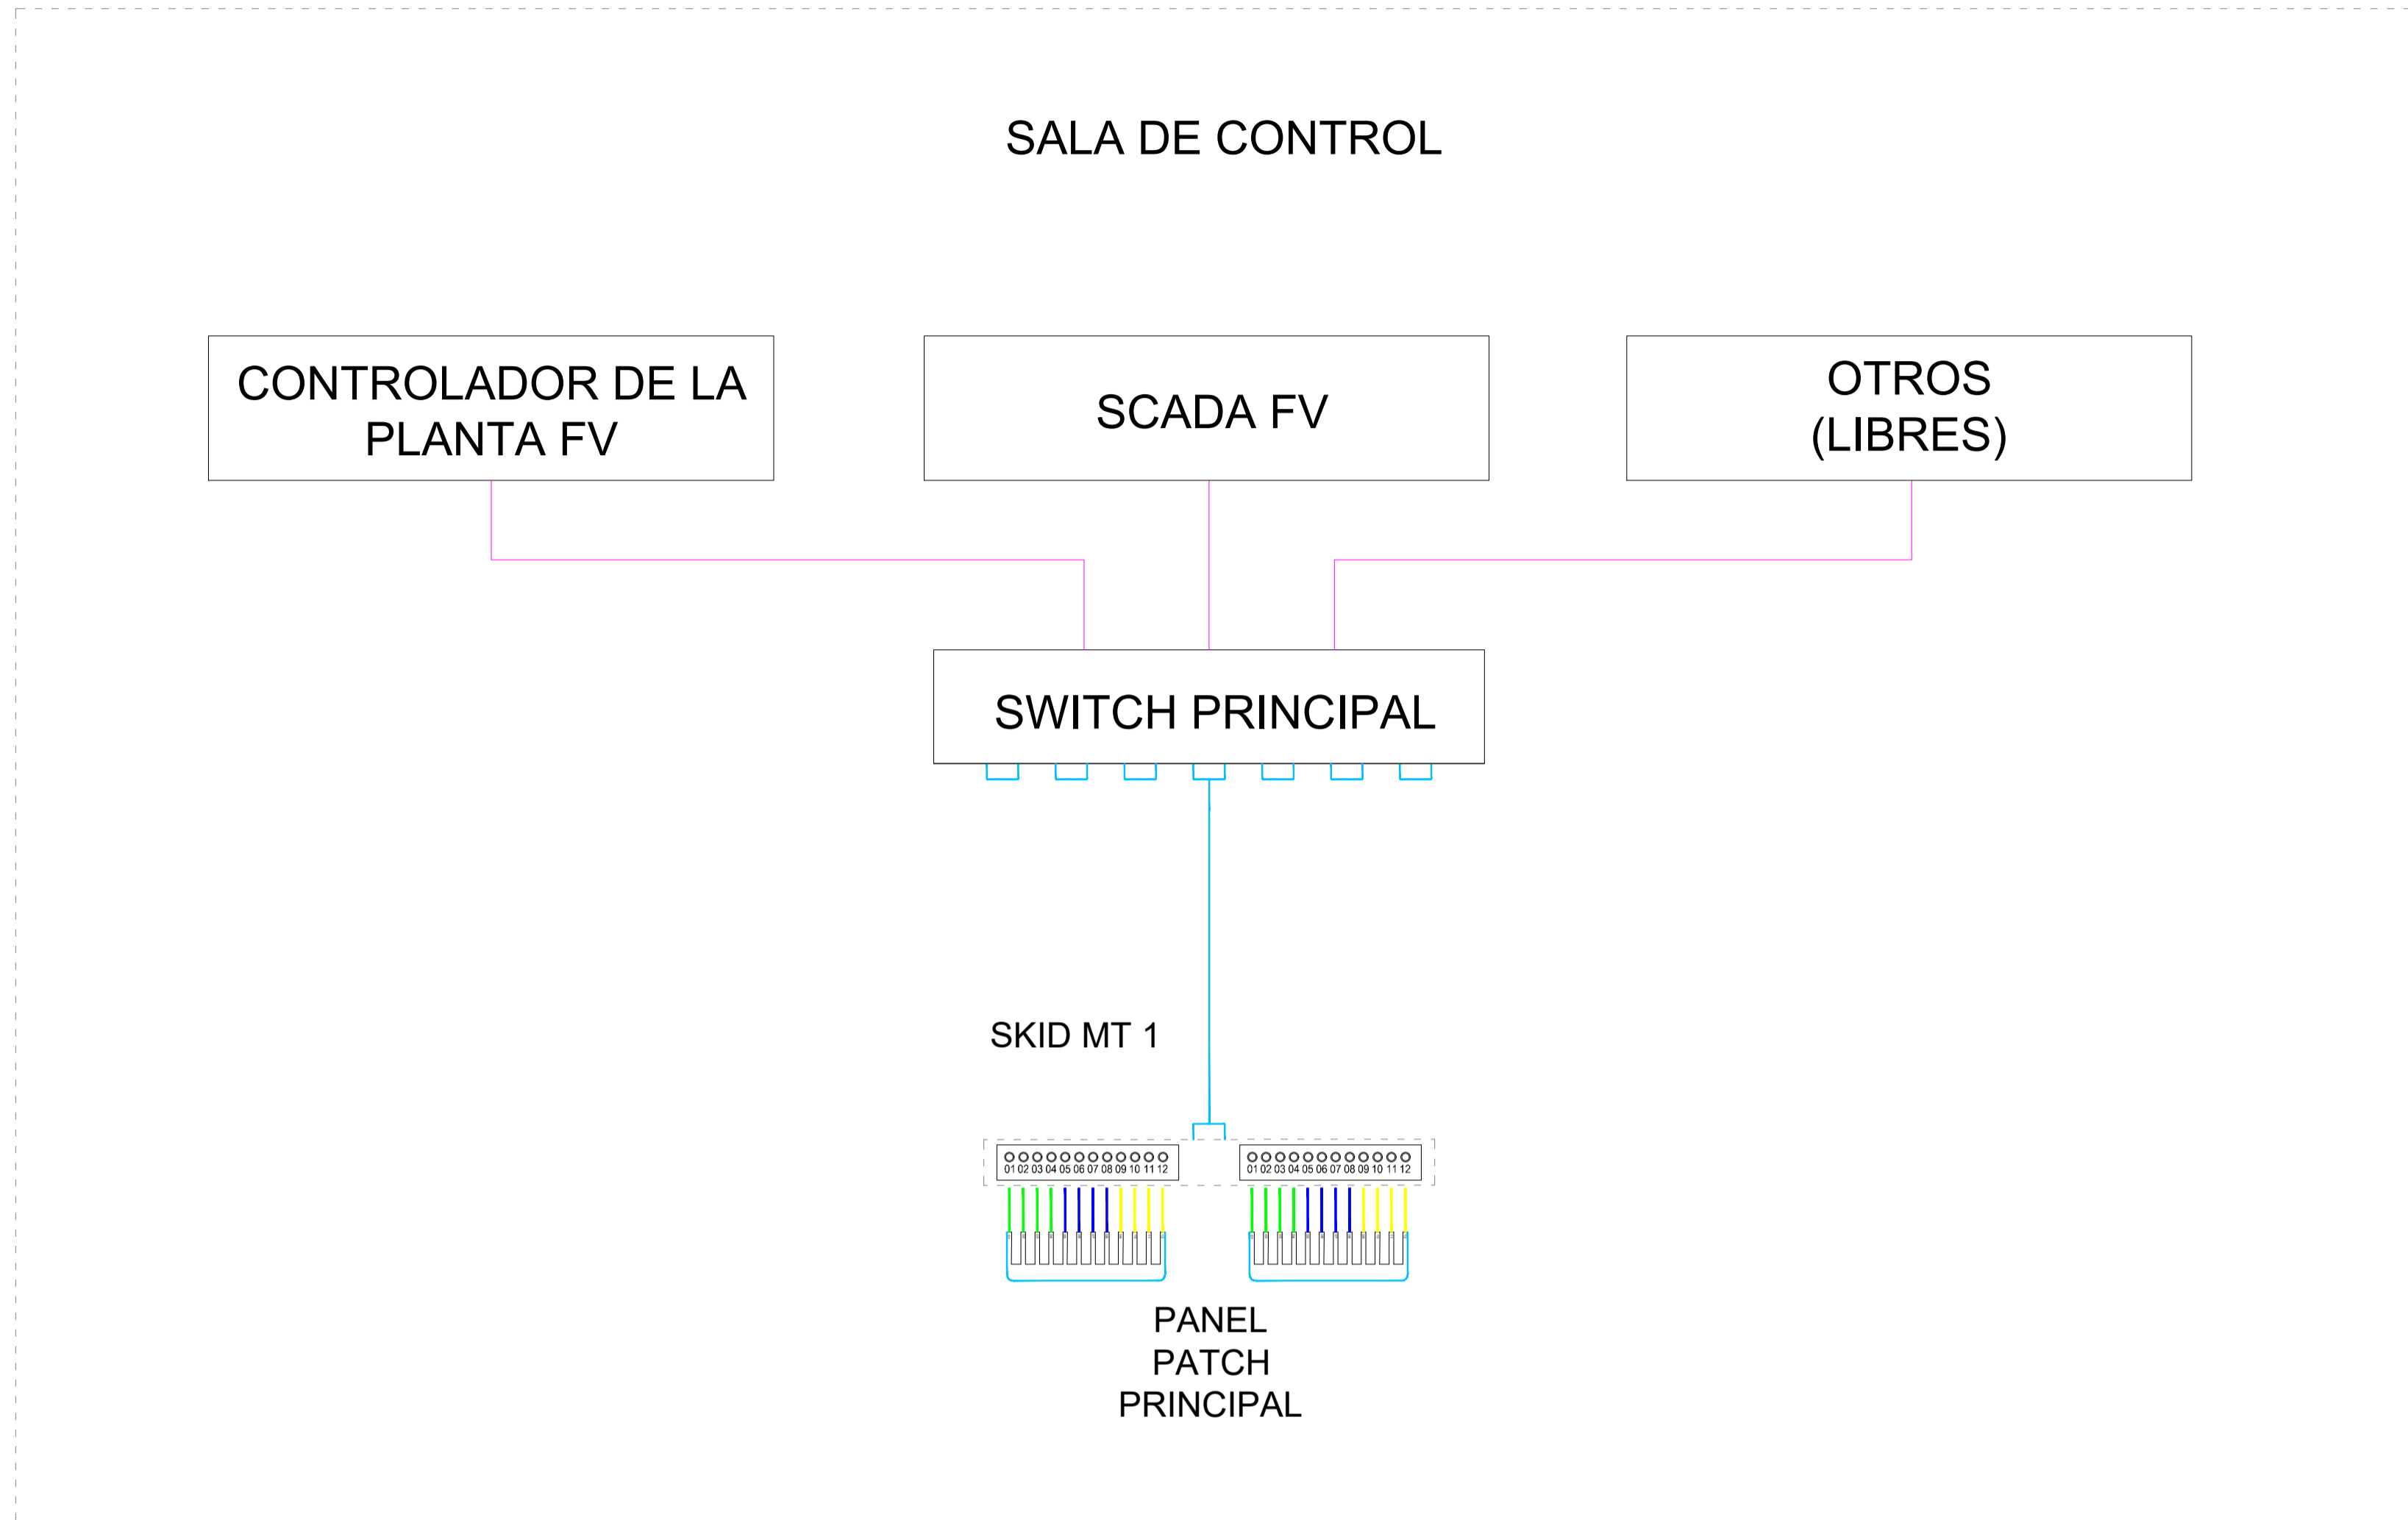 SALA DE CONTROL
CONTROLADOR DE LA
PLANTA FV
SCADA FV
OTROS
(LIBRES)
SWITCH PRINCIPAL
SKID MT 1
01 02 03 04 05 06 07 08 09 10 11 12
01 02 03 04 05 06 07 08 09 10 11 12
PANEL
PATCH
PRINCIPAL